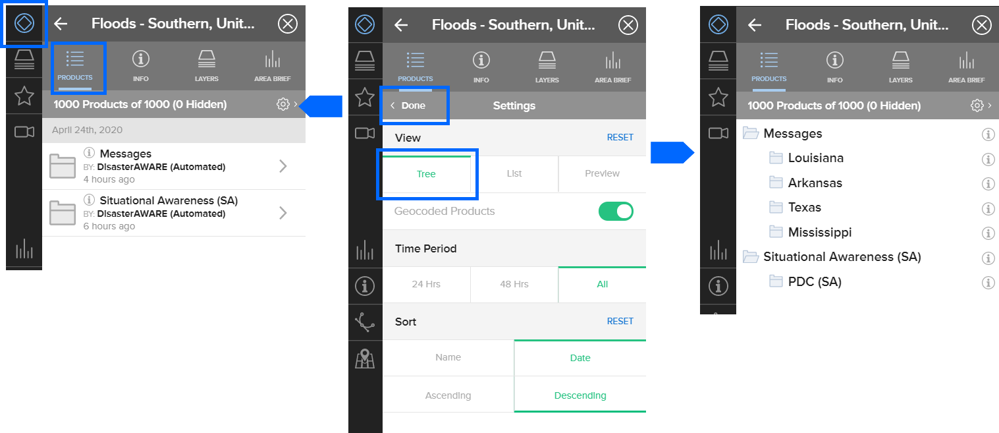 Floods - Southern, Unit...
PRODUCTS INFO LAYERS AREA BRIEF
1000 Products of 1000 (0 Hidden)
April 24th, 2020
Messages
BY: DisasterAWARE (Automated)
4 hours ago
Situational Awareness (SA)
BY: DisasterAWARE (Automated)
6 hours ago
Floods - Southern, Unit...
PRODUCTS INFO LAYERS AREA BRIEF
Done Settings
View RESET
Tree List Preview
Geocoded Products
Time Period
24 Hrs 48 Hrs All
Sort RESET
Name Date
Ascending Descending
Floods - Southern, Unit...
PRODUCTS INFO LAYERS AREA BRIEF
1000 Products of 1000 (0 Hidden)
Messages
Louisiana
Arkansas
Texas
Mississippi
Situational Awareness (SA)
PDC (SA)